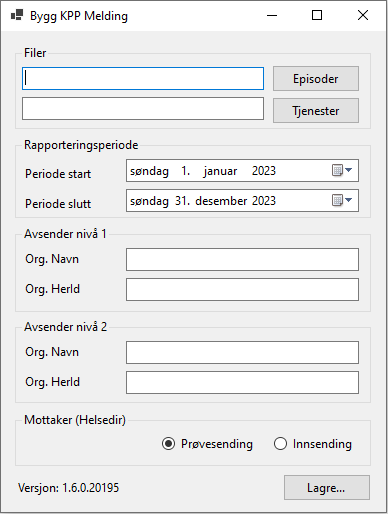 Bygg KPP Melding
Filer
Episoder
Tjenester
Rapporteringsperiode
Periode start søndag 1. januar 2023
Periode slutt søndag 31. desember 2023
Avsender nivå 1
Org. Navn
Org. HerId
Avsender nivå 2
Org. Navn
Org. HerId
Mottaker (Helsedir)
Prøvesending Innsending
Versjon: 1.6.0.20195 Lagre...